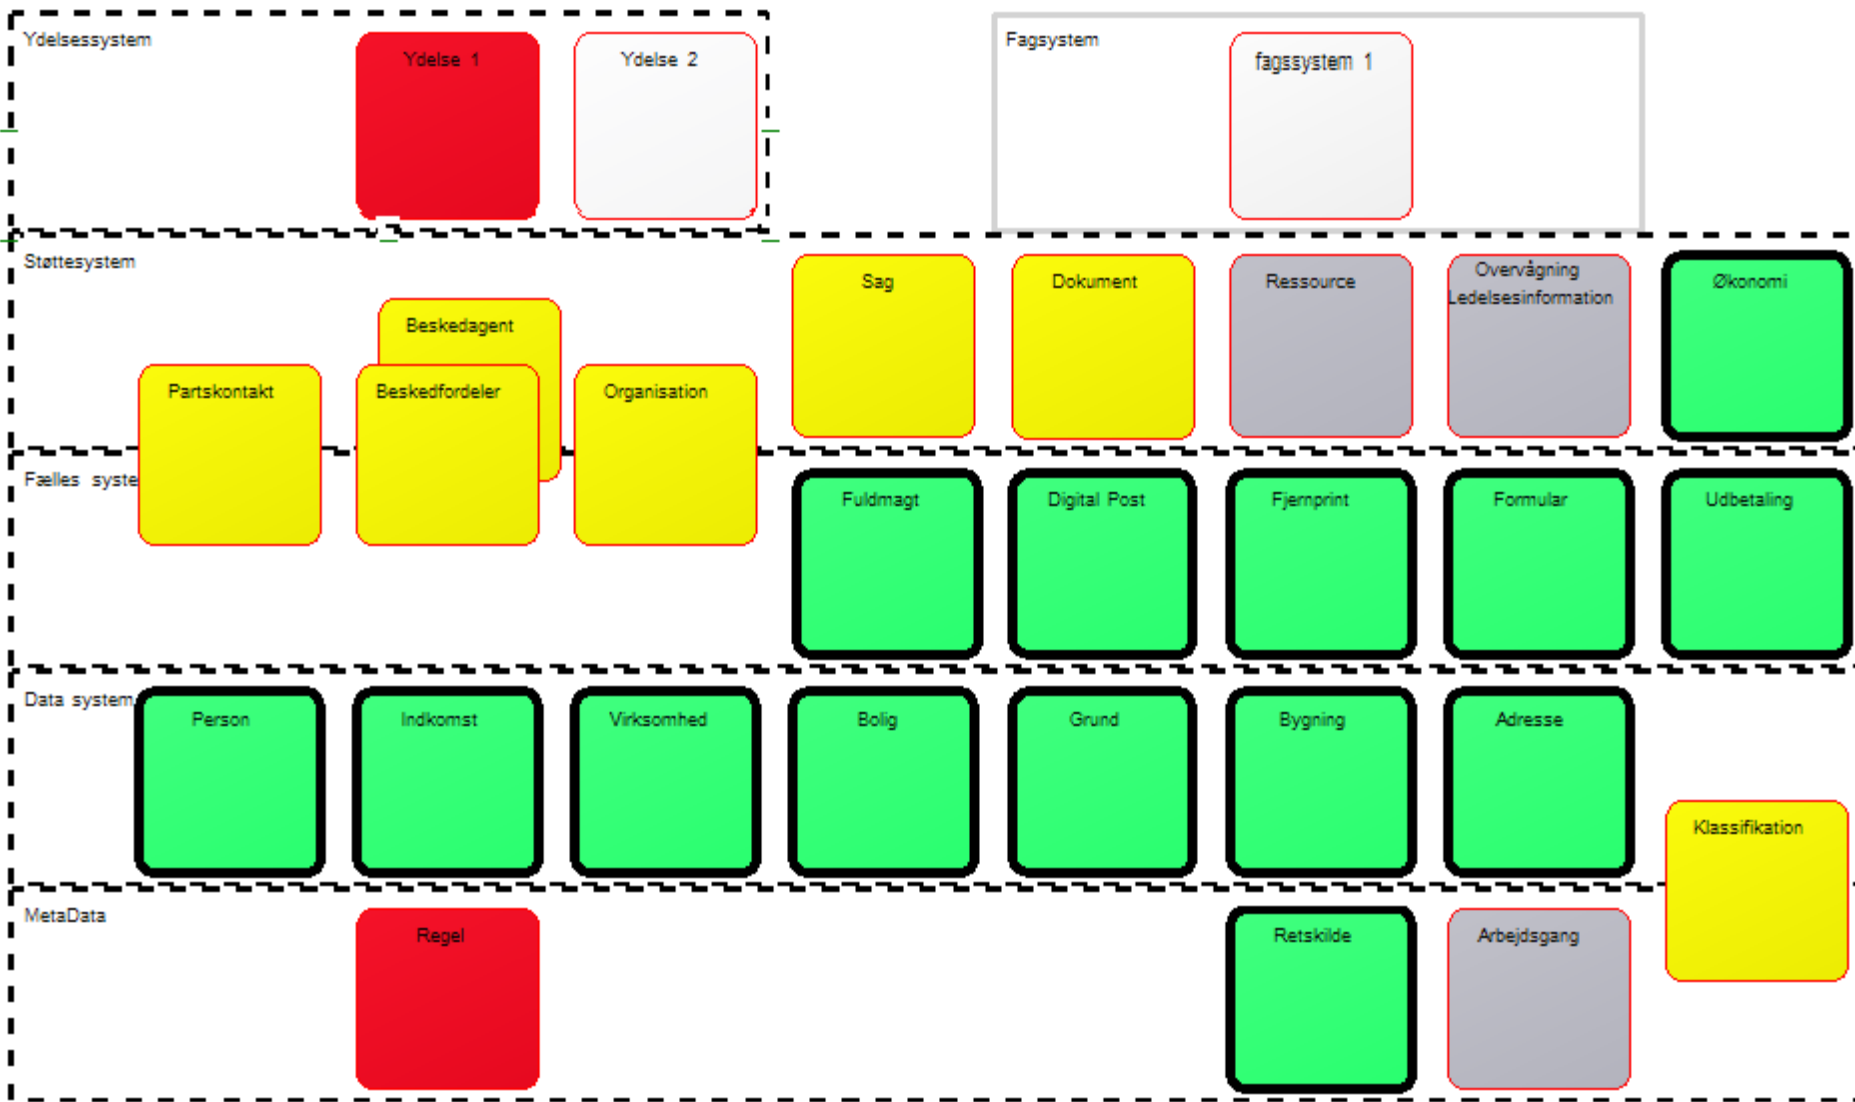 Ydelsessystem
Ydelse 1
Ydelse 2
Fagsystem
fagssystem 1
Støttesystem
Sag
Dokument
Ressource
Overvågning
Ledelsesinformation
Økonomi
Beskedagent
Partskontakt
Beskedfordeler
Organisation
Fælles syste
Fuldmagt
Digital Post
Fjernprint
Formular
Udbetaling
Data system
Person
Indkomst
Virksomhed
Bolig
Grund
Bygning
Adresse
Klassifikation
MetaData
Regel
Retskilde
Arbejdsgang